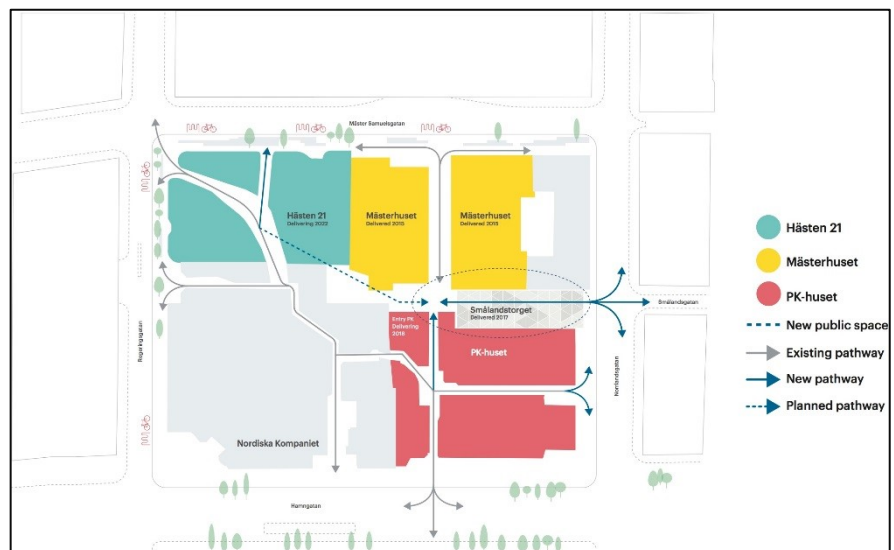 Mäster Samuelsgatan
Hästen 21
Delivering 2022
Mästerhuset
Delivered 2015
Mästerhuset
Delivered 2015
Smålandstorget
Delivered 2017
Smålandsgatan
Entry PK
Delivering
2018
PK-huset
Regeringsgatan
Norrlandsgatan
Nordiska Kompaniet
Hamngatan
Hästen 21
Mästerhuset
PK-huset
New public space
Existing pathway
New pathway
Planned pathway